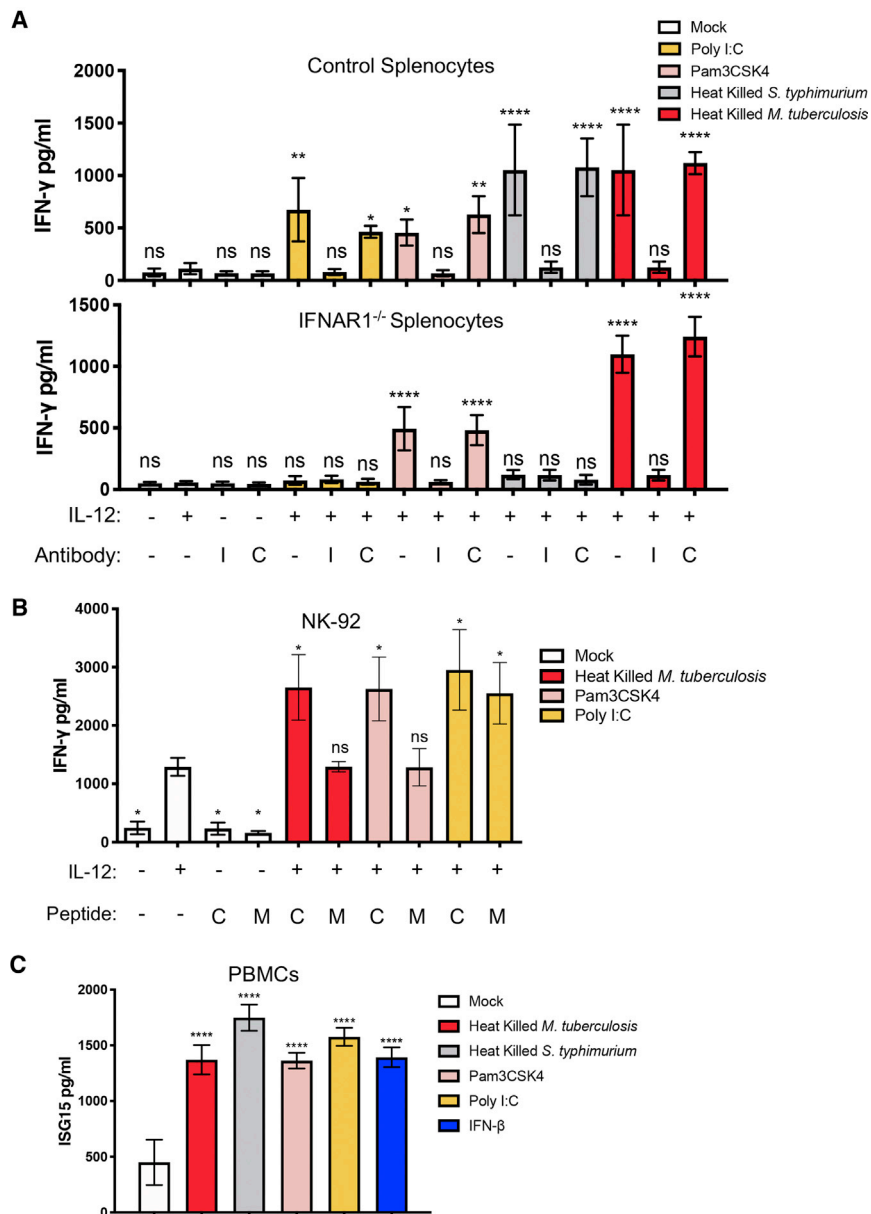 A
Mock
Poly I:C
Pam3CSK4
Heat Killed S. typhimurium
Heat Killed M. tuberculosis
Control Splenocytes
IFN-γ pg/ml
2000
1500
1000
500
0
ns ns ns ns ** ns * * ns ** **** ns **** **** ns ****
IFNAR1-/- Splenocytes
IFN-γ pg/ml
1500
1000
500
0
ns ns ns ns ns ns ns **** ns **** ns ns ns **** ns ****
IL-12: - + - - + + + + + + + + + + + +
Antibody: - - I C - I C - I C - I C - I C
B
NK-92
Mock
Heat Killed M. tuberculosis
Pam3CSK4
Poly I:C
IFN-γ pg/ml
4000
3000
2000
1000
0
* * * * ns * ns * *
IL-12: - + - - + + + + + +
Peptide: - - C M C M C M C M
C
PBMCs
Mock
Heat Killed M. tuberculosis
Heat Killed S. typhimurium
Pam3CSK4
Poly I:C
IFN-β
ISG15 pg/ml
2000
1500
1000
500
0
**** **** **** **** ****